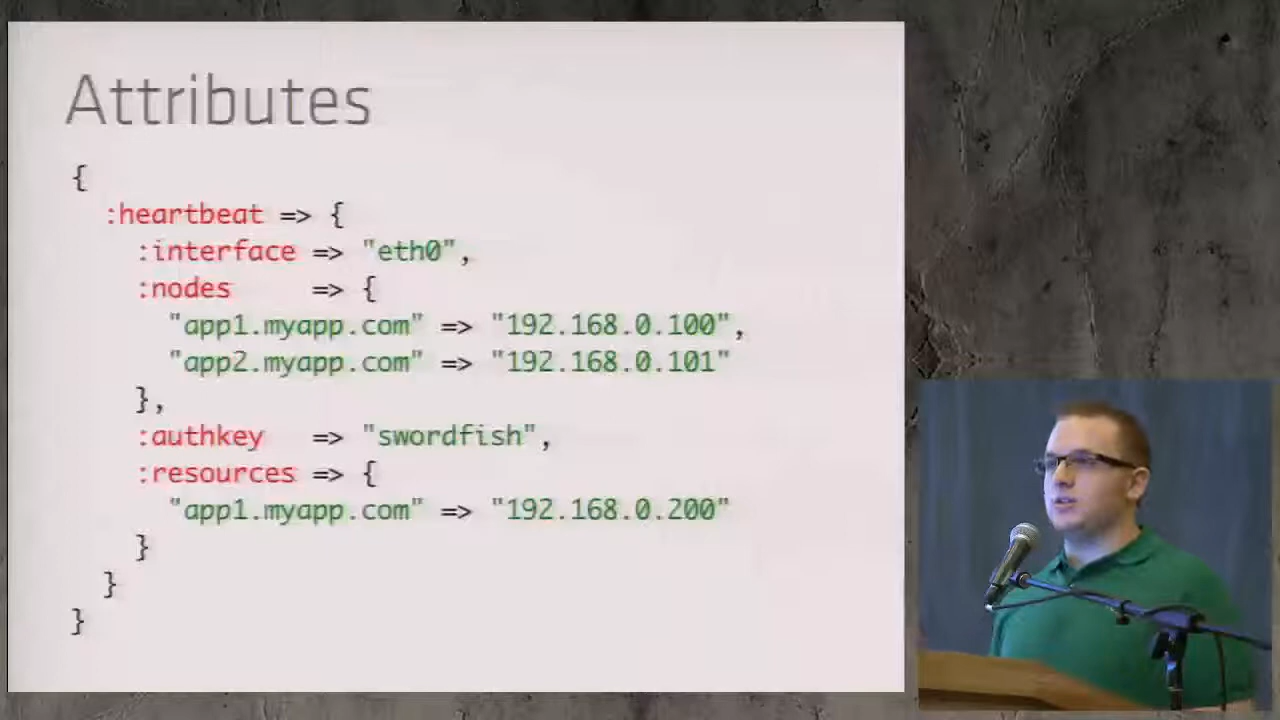 Attributes
{
  :heartbeat => {
    :interface => "eth0",
    :nodes     => {
      "app1.myapp.com" => "192.168.0.100",
      "app2.myapp.com" => "192.168.0.101"
    },
    :authkey   => "swordfish",
    :resources => {
      "app1.myapp.com" => "192.168.0.200"
    }
  }
}